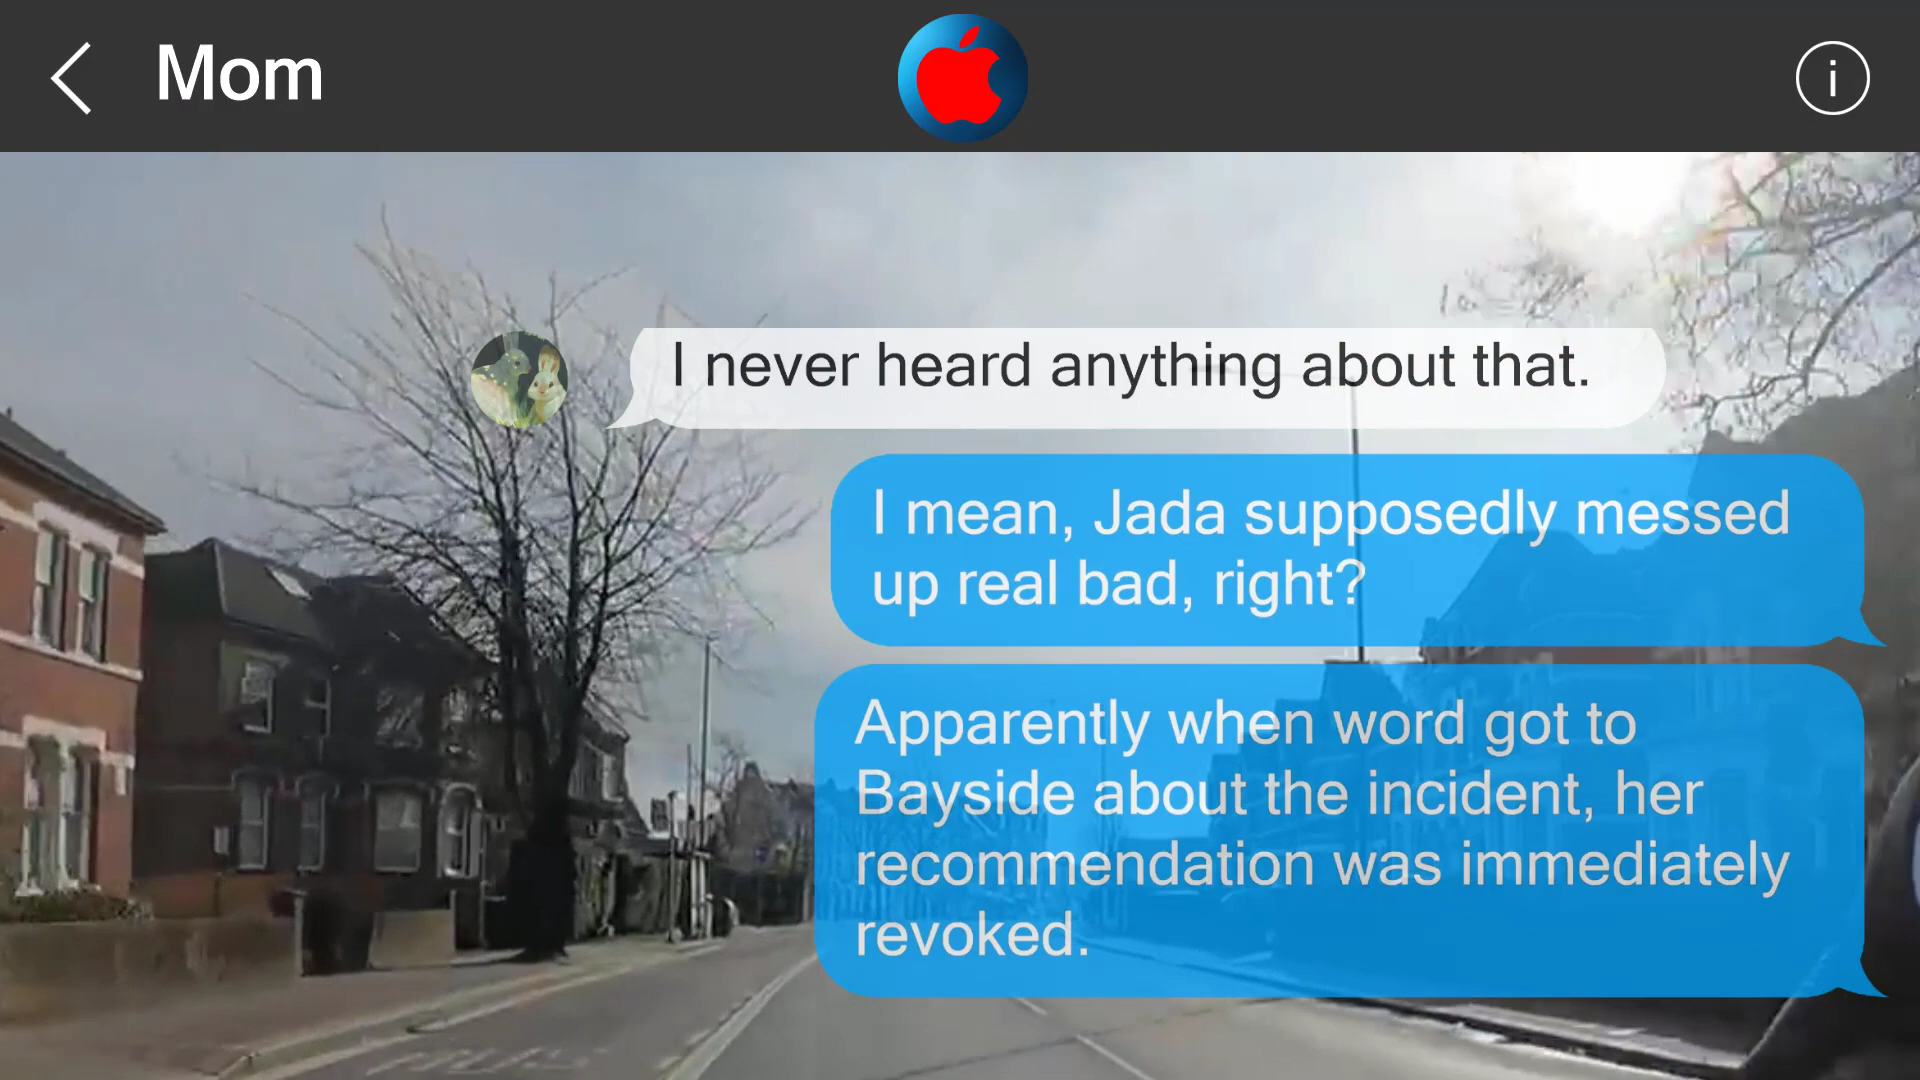 Mom
I never heard anything about that.
I mean, Jada supposedly messed
up real bad, right?
Apparently when word got to
Bayside about the incident, her
recommendation was immediately
revoked.